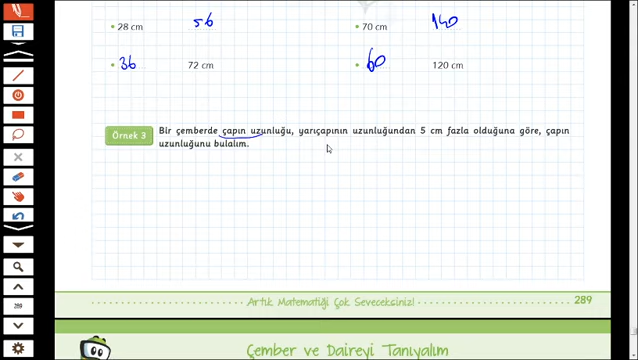 • 28 cm 56 • 70 cm 140
• 36 72 cm • 60 120 cm
Örnek 3 Bir çemberde çapın uzunluğu, yarıçapının uzunluğundan 5 cm fazla olduğuna göre, çapın
uzunluğunu bulalım.
Artık Matematiği Çok Seveceksiniz! 289
Çember ve Daireyi Tanıyalım
289